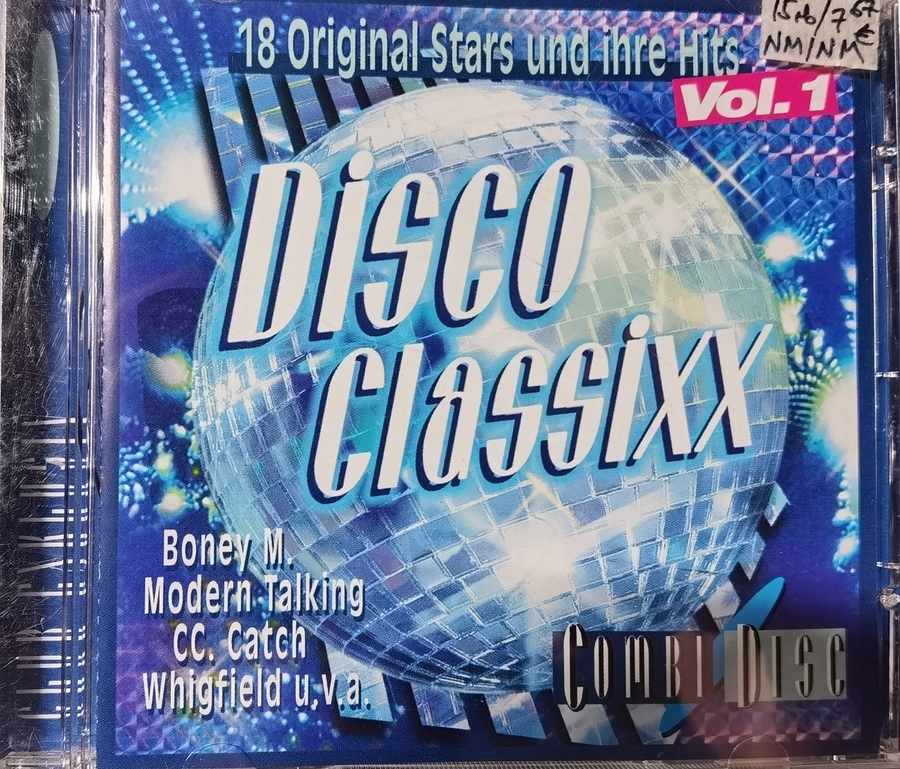 18 Original Stars und ihre Hits
NM/NM
Vol. 1
Disco
Classixx
Boney M.
Modern Talking
CC. Catch
Whigfield u.v.a.
COMBI DISC